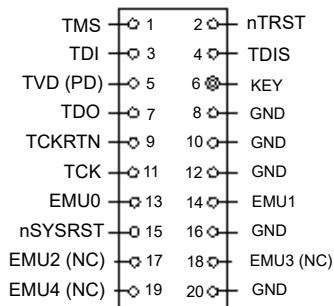 TMS 1 2 nTRST
TDI 3 4 TDIS
TVD (PD) 5 6 KEY
TDO 7 8 GND
TCKRTN 9 10 GND
TCK 11 12 GND
EMU0 13 14 EMU1
nSYSRST 15 16 GND
EMU2 (NC) 17 18 EMU3 (NC)
EMU4 (NC) 19 20 GND